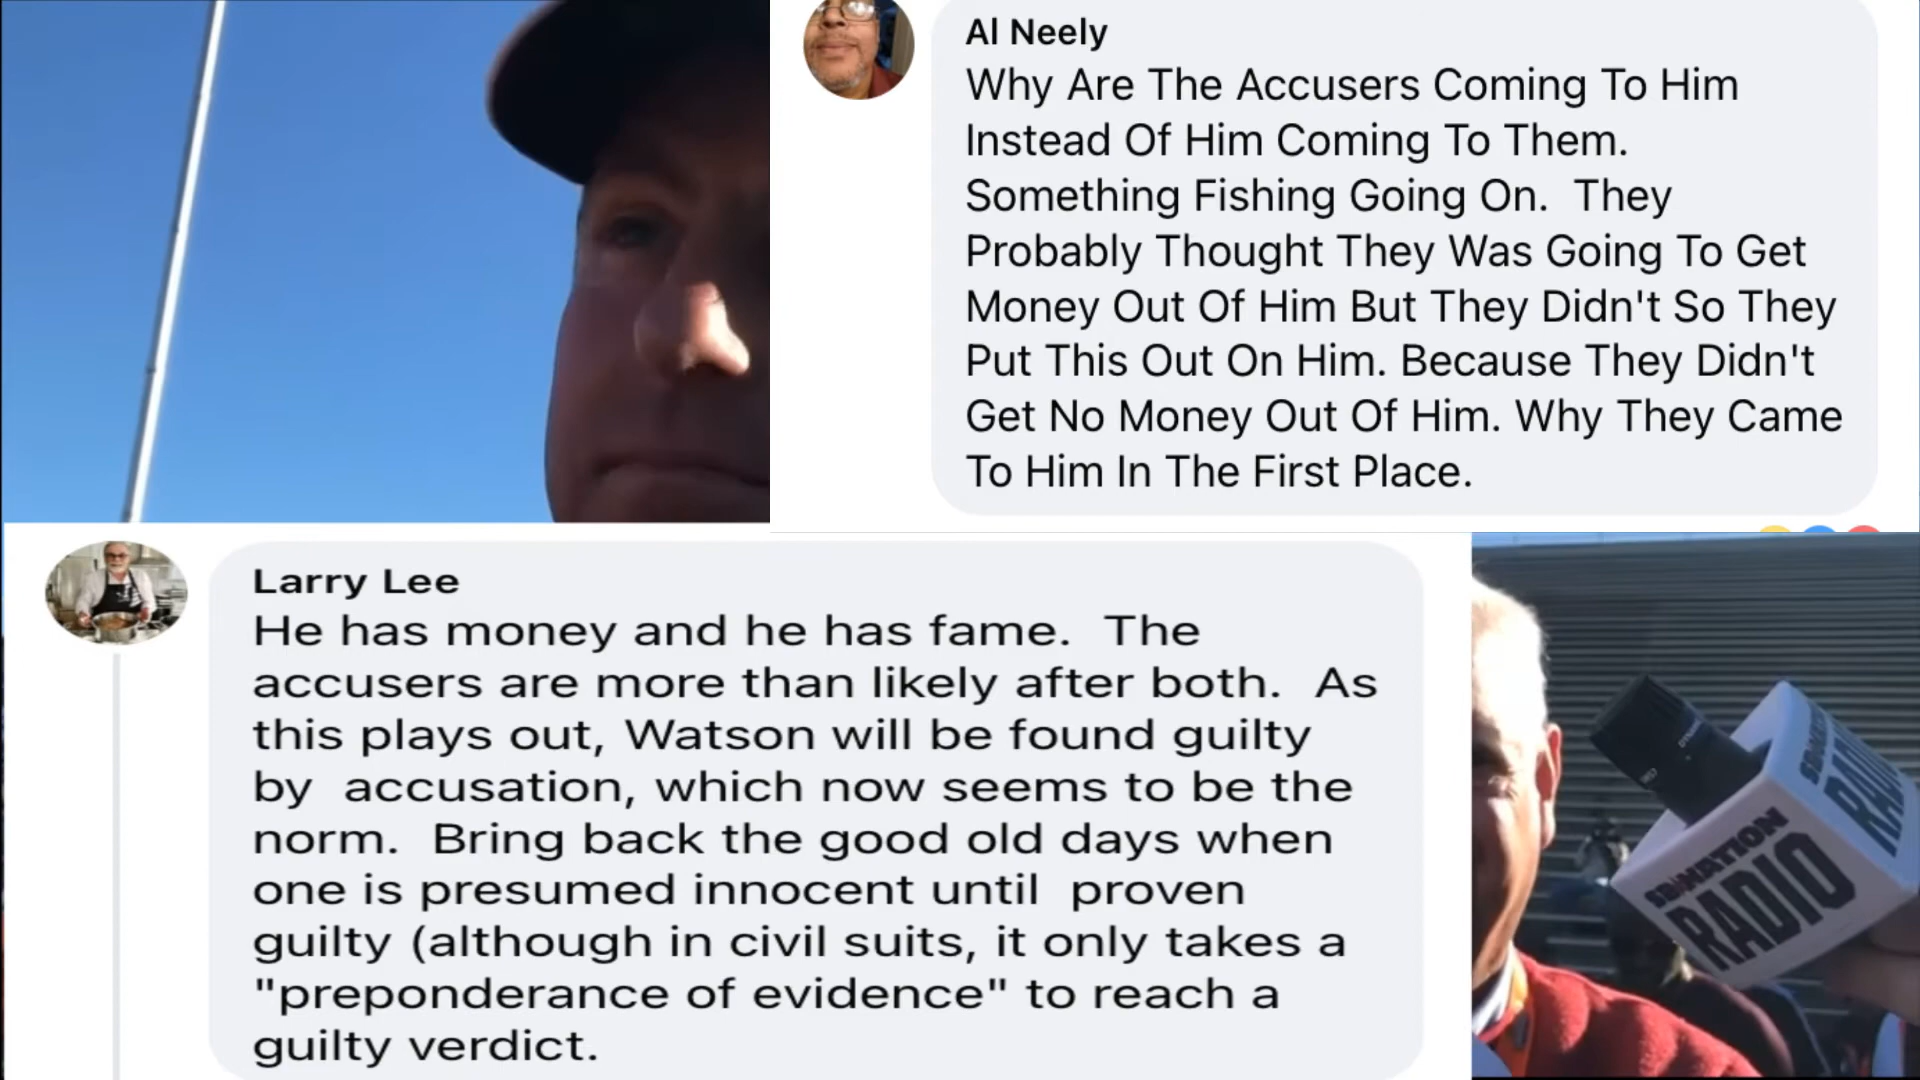 Al Neely
Why Are The Accusers Coming To Him
Instead Of Him Coming To Them.
Something Fishing Going On.  They
Probably Thought They Was Going To Get
Money Out Of Him But They Didn't So They
Put This Out On Him. Because They Didn't
Get No Money Out Of Him. Why They Came
To Him In The First Place.
Larry Lee
He has money and he has fame.  The
accusers are more than likely after both.  As
this plays out, Watson will be found guilty
by  accusation, which now seems to be the
norm.  Bring back the good old days when
one is presumed innocent until  proven
guilty (although in civil suits, it only takes a
"preponderance of evidence" to reach a
guilty verdict.
SBNATION
RADIO
RADIO